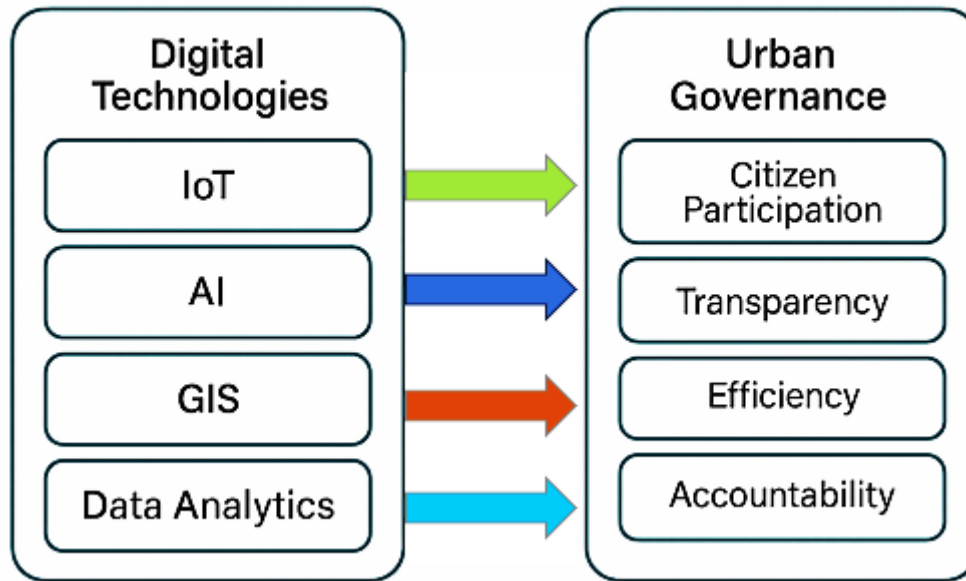 Digital
Technologies
IoT
AI
GIS
Data Analytics
Urban
Governance
Citizen
Participation
Transparency
Efficiency
Accountability